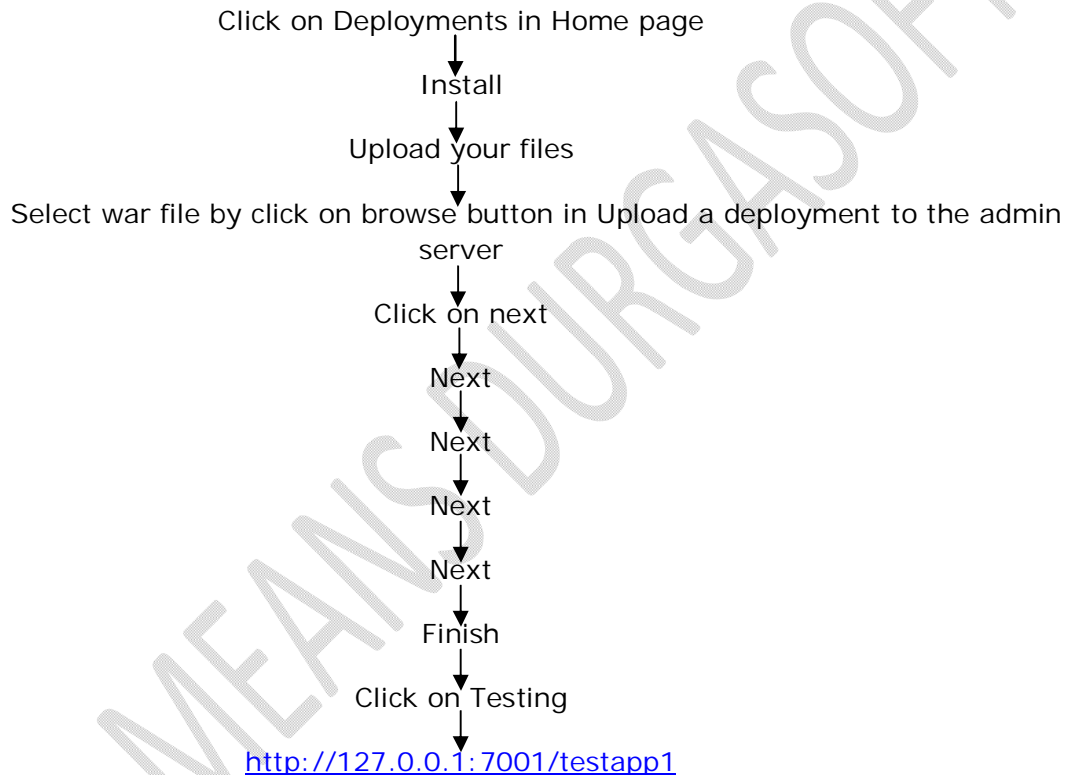 Click on Deployments in Home page
Install
Upload your files
Select war file by click on browse button in Upload a deployment to the admin
server
Click on next
Next
Next
Next
Next
Finish
Click on Testing
http://127.0.0.1:7001/testapp1
MEANS DURGASOFT